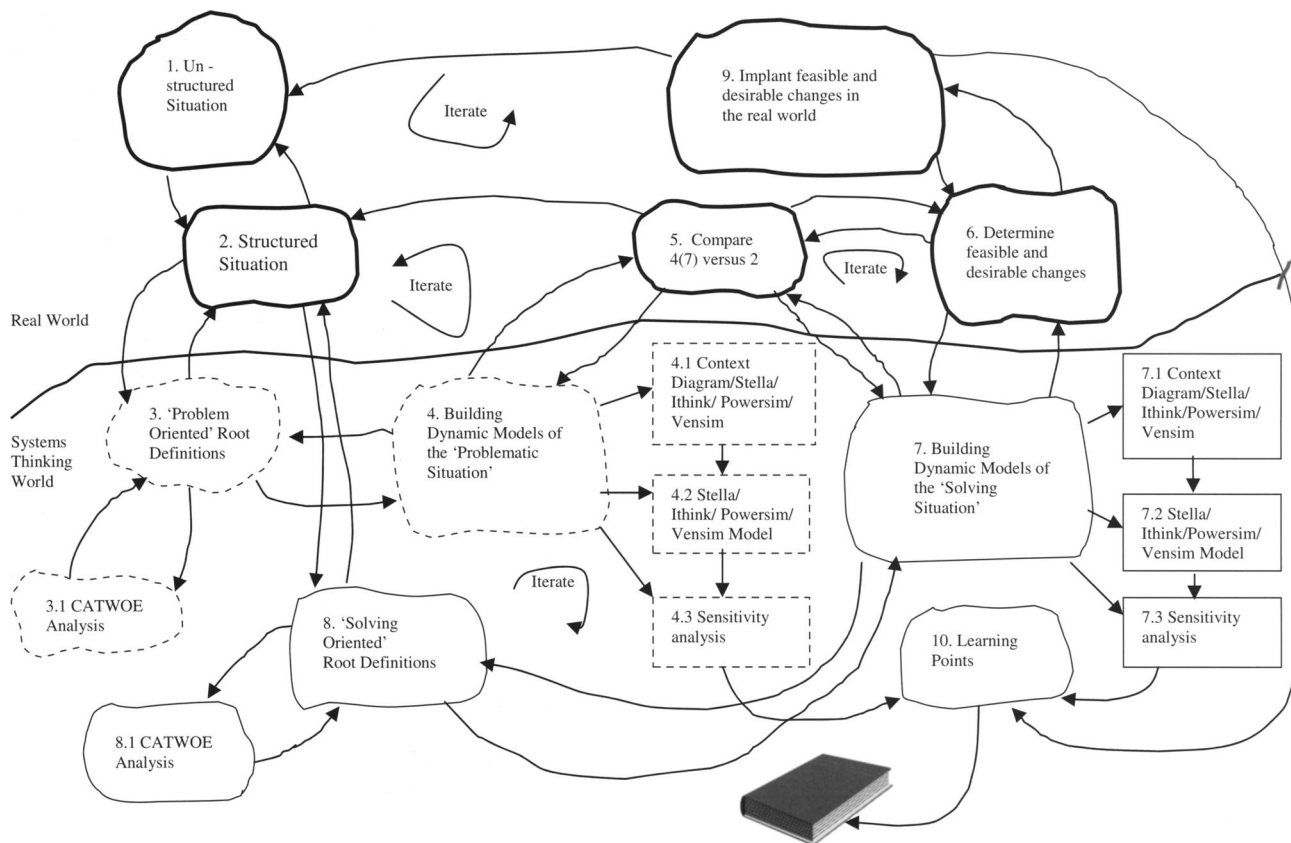 1. Un -
structured
Situation
9. Implant feasible and
desirable changes in
the real world
Iterate
2. Structured
Situation
5. Compare
4(7) versus 2
6. Determine
feasible and
desirable changes
Iterate
Iterate
Real World
Systems
Thinking
World
3. ‘Problem
Oriented’ Root
Definitions
4. Building
Dynamic Models of
the ‘Problematic
Situation’
4.1 Context
Diagram/Stella/
Ithink/ Powersim/
Vensim
4.2 Stella/
Ithink/ Powersim/
Vensim Model
4.3 Sensitivity
analysis
7. Building
Dynamic Models of
the ‘Solving
Situation’
7.1 Context
Diagram/Stella/
Ithink/Powersim/
Vensim
7.2 Stella/
Ithink/Powersim/
Vensim Model
7.3 Sensitivity
analysis
3.1 CATWOE
Analysis
8. ‘Solving
Oriented’
Root Definitions
Iterate
10. Learning
Points
8.1 CATWOE
Analysis